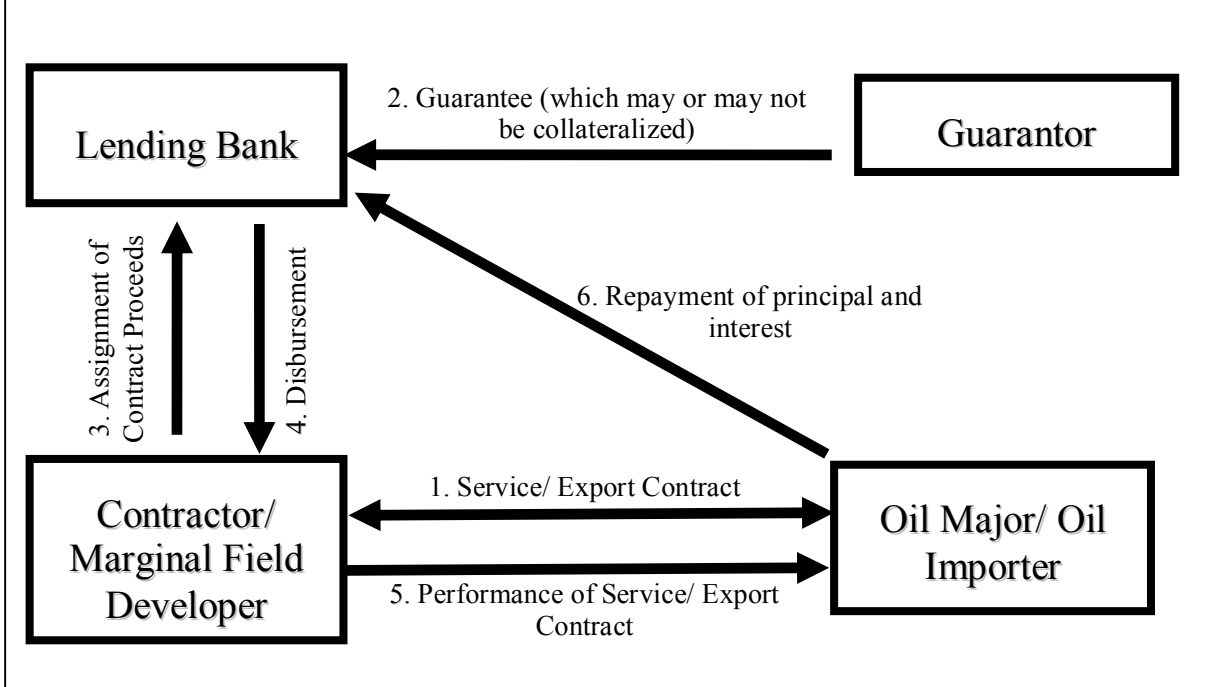 2. Guarantee (which may or may not
be collateralized)
Lending Bank
Guarantor
3. Assignment of
Contract Proceeds
4. Disbursement
6. Repayment of principal and
interest
1. Service/ Export Contract
Contractor/
Marginal Field
Developer
Oil Major/ Oil
Importer
5. Performance of Service/ Export
Contract